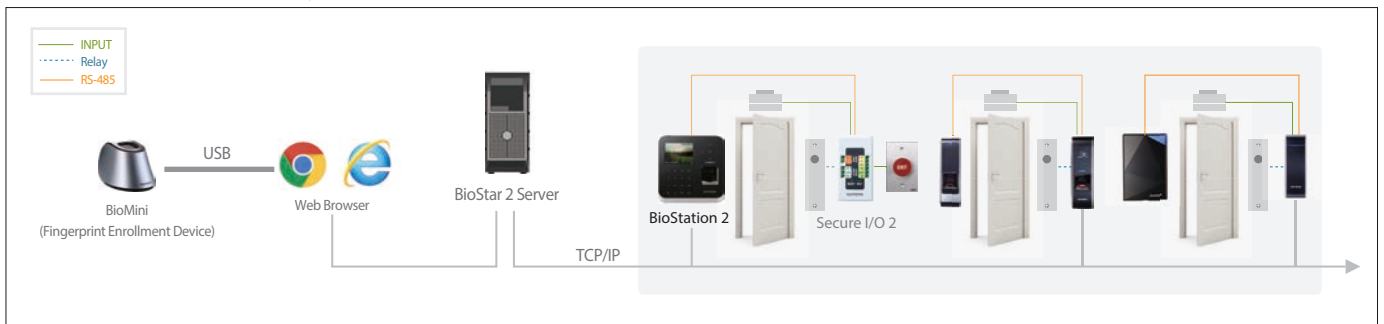 INPUT
Relay
RS-485
USB
BioMini
(Fingerprint Enrollment Device)
Web Browser
BioStar 2 Server
TCP/IP
BioStation 2
Secure I/O 2
EXIT